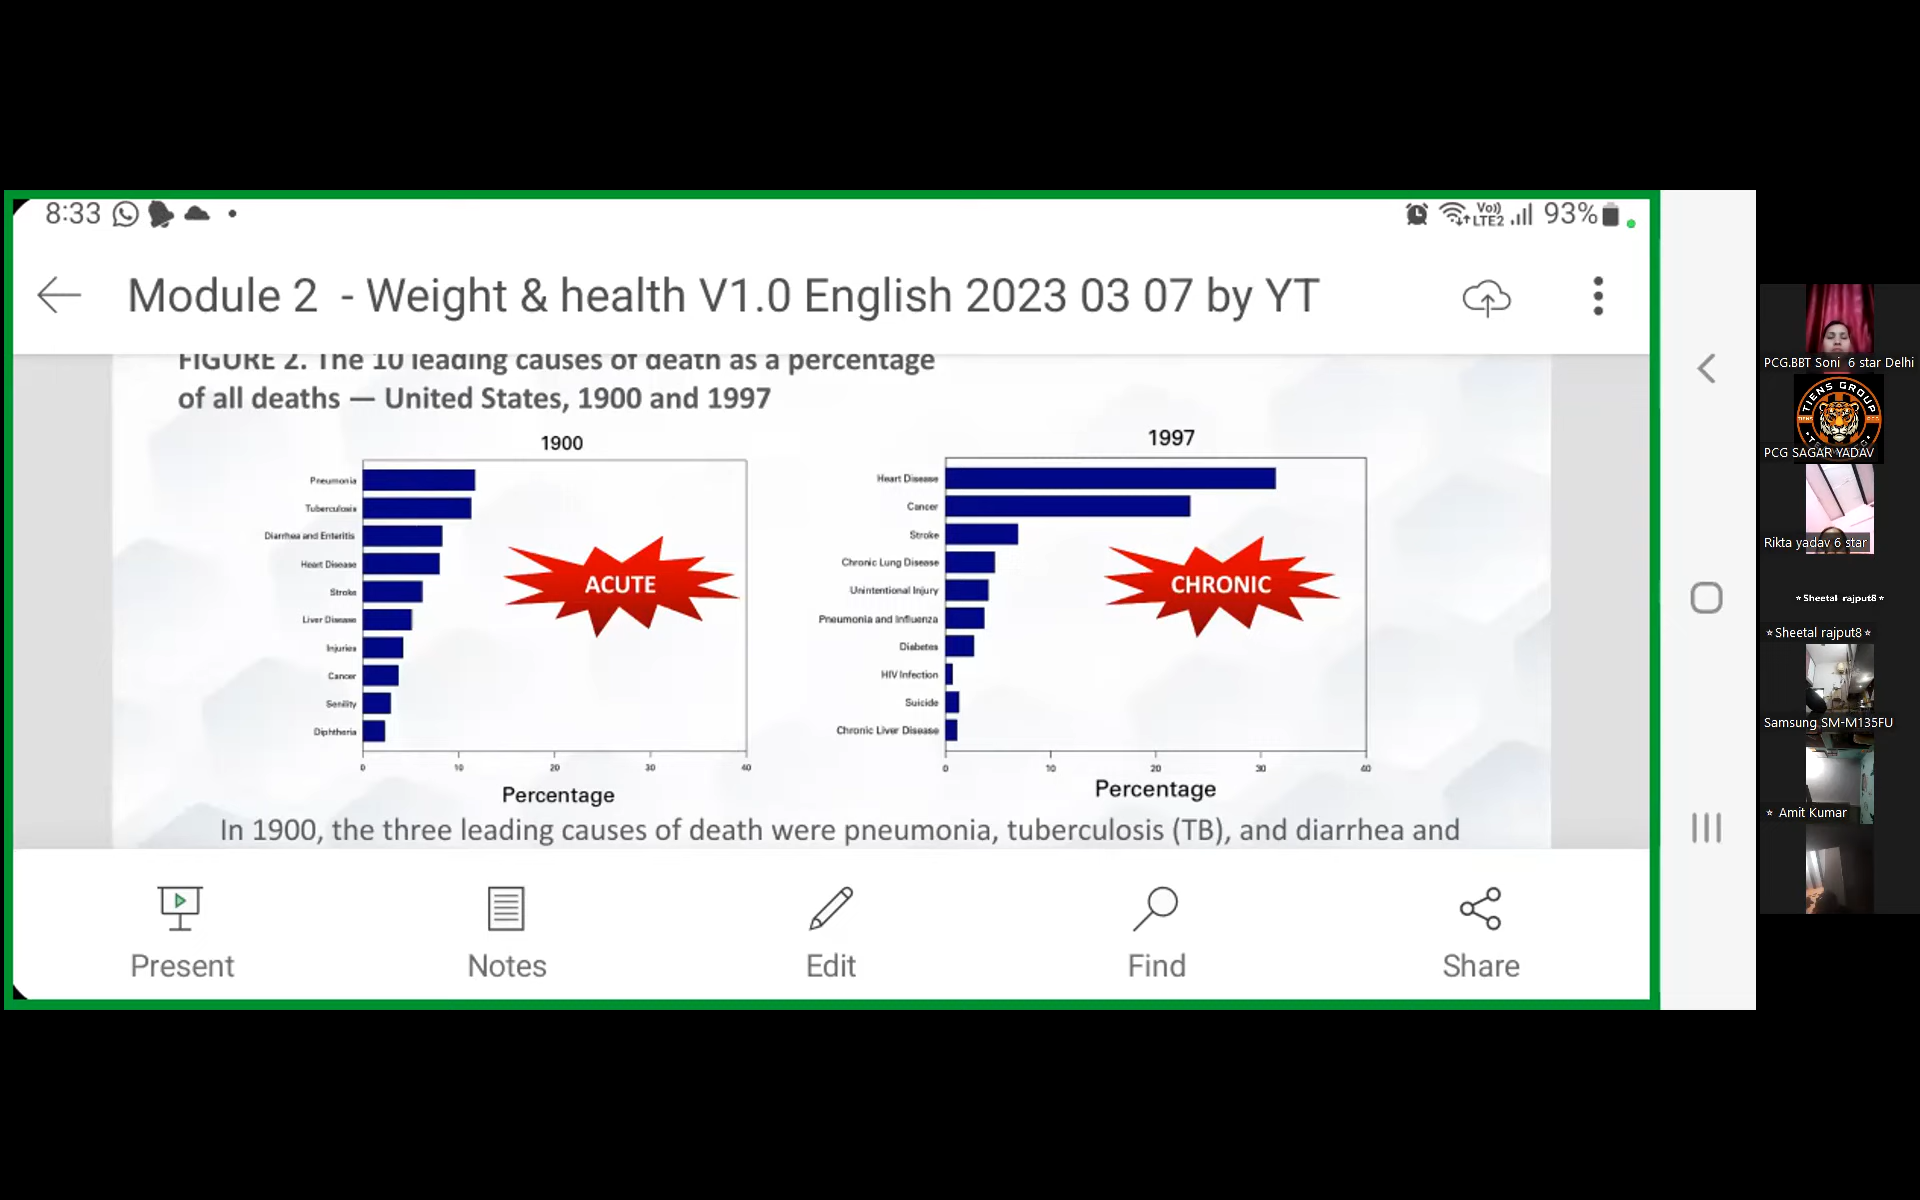 8:33
Vo)) LTE2
93%
Module 2 - Weight & health V1.0 English 2023 03 07 by YT
FIGURE 2. The 10 leading causes of death as a percentage
of all deaths — United States, 1900 and 1997
1900
Pneumonia
Tuberculosis
Diarrhea and Enteritis
Heart Disease
Stroke
Liver Disease
Injuries
Cancer
Senility
Diphtheria
ACUTE
0 10 20 30 40
Percentage
1997
Heart Disease
Cancer
Stroke
Chronic Lung Disease
Unintentional Injury
Pneumonia and Influenza
Diabetes
HIV Infection
Suicide
Chronic Liver Disease
CHRONIC
0 10 20 30 40
Percentage
In 1900, the three leading causes of death were pneumonia, tuberculosis (TB), and diarrhea and
Present
Notes
Edit
Find
Share
PCG.BBT Soni 6 star Delhi
TIENS GROUP
PCG SAGAR YADAV
Rikta yadav 6 star
⭐Sheetal rajput8⭐
⭐Sheetal rajput8⭐
Samsung SM-M135FU
⭐ Amit Kumar